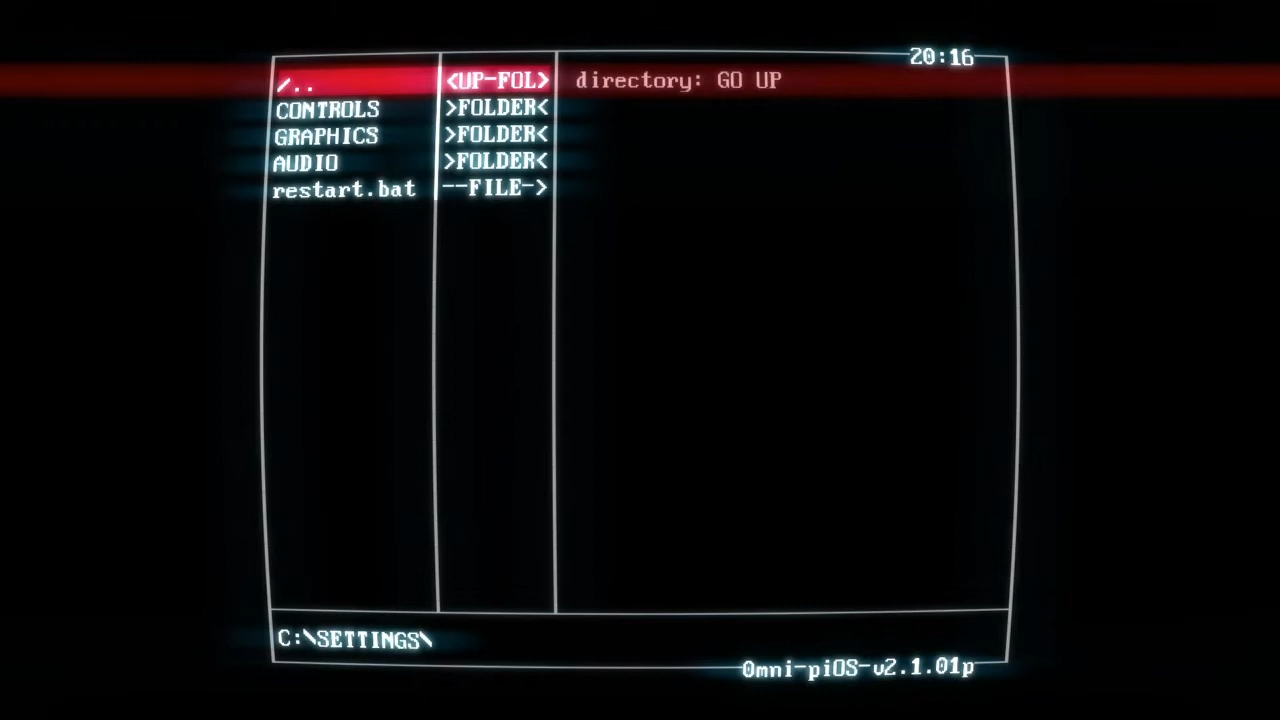 20:16
/.. <UP-FOL> directory: GO UP
CONTROLS >FOLDER<
GRAPHICS >FOLDER<
AUDIO >FOLDER<
restart.bat --FILE->
C:\SETTINGS\
Omni-piOS-v2.1.01p